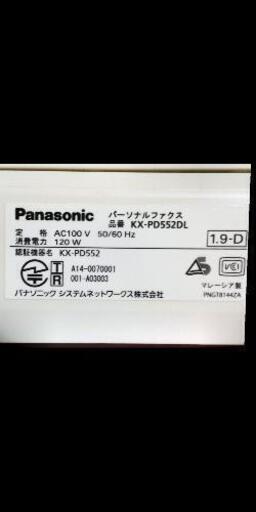 Panasonic パーソナルファクス
品番 KX-PD552DL
定 格 AC100 V 50/60 Hz
消費電力 120 W
1.9-D
認証機器名 KX-PD552
T A14-0070001
R 001-A03003
VCI
マレーシア製
PNGT8144ZA
パナソニック システムネットワークス株式会社